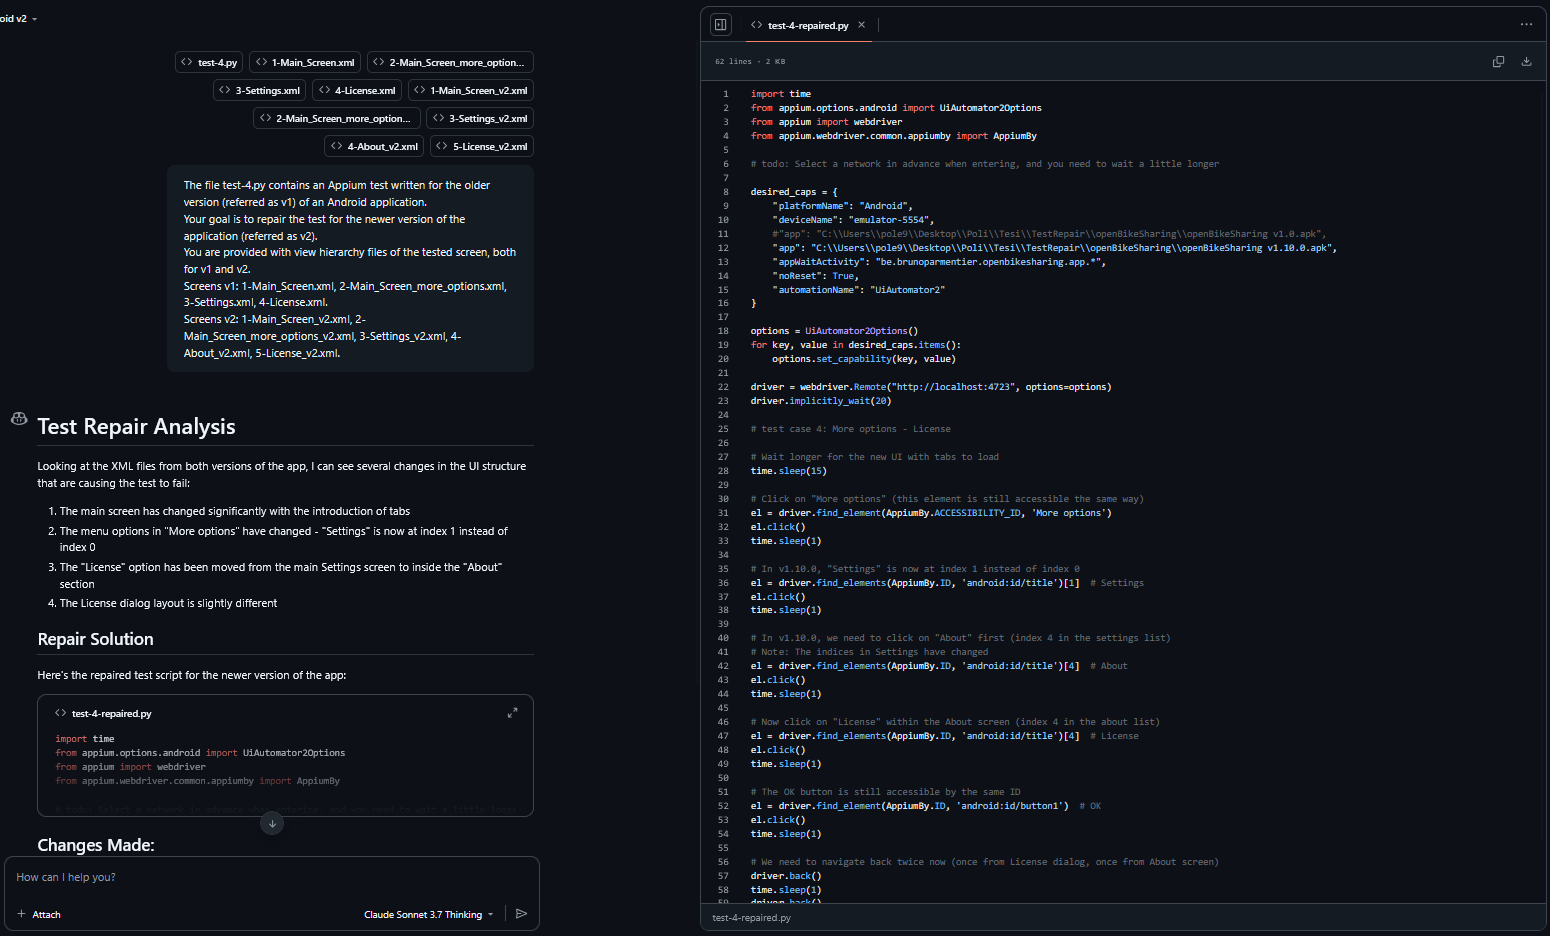 oid v2
test-4.py
1-Main_Screen.xml
2-Main_Screen_more_option...
3-Settings.xml
4-License.xml
1-Main_Screen_v2.xml
2-Main_Screen_more_option...
3-Settings_v2.xml
4-About_v2.xml
5-License_v2.xml
The file test-4.py contains an Appium test written for the older
version (referred as v1) of an Android application.
Your goal is to repair the test for the newer version of the
application (referred as v2).
You are provided with view hierarchy files of the tested screen, both
for v1 and v2.
Screens v1: 1-Main_Screen.xml, 2-Main_Screen_more_options.xml,
3-Settings.xml, 4-License.xml.
Screens v2: 1-Main_Screen_v2.xml, 2-
Main_Screen_more_options_v2.xml, 3-Settings_v2.xml, 4-
About_v2.xml, 5-License_v2.xml.
Test Repair Analysis
Looking at the XML files from both versions of the app, I can see several changes in the UI structure
that are causing the test to fail:
1. The main screen has changed significantly with the introduction of tabs
2. The menu options in "More options" have changed - "Settings" is now at index 1 instead of
index 0
3. The "License" option has been moved from the main Settings screen to inside the "About"
section
4. The License dialog layout is slightly different
Repair Solution
Here's the repaired test script for the newer version of the app:
test-4-repaired.py
import time
from appium.options.android import UiAutomator2Options
from appium import webdriver
from appium.webdriver.common.appiumby import AppiumBy
# todo: Select a network in advance when entering, and you need to wait a little longe
Changes Made:
How can I help you?
+ Attach
Claude Sonnet 3.7 Thinking
test-4-repaired.py
62 lines · 2 KB
1 import time
2 from appium.options.android import UiAutomator2Options
3 from appium import webdriver
4 from appium.webdriver.common.appiumby import AppiumBy
5
6 # todo: Select a network in advance when entering, and you need to wait a little longer
7
8 desired_caps = {
9 "platformName": "Android",
10 "deviceName": "emulator-5554",
11 #"app": "C:\\Users\\pole9\\Desktop\\Poli\\Tesi\\TestRepair\\openBikeSharing\\openBikeSharing v1.0.apk",
12 "app": "C:\\Users\\pole9\\Desktop\\Poli\\Tesi\\TestRepair\\openBikeSharing\\openBikeSharing v1.10.0.apk",
13 "appWaitActivity": "be.brunoparmentier.openbikesharing.app.*",
14 "noReset": True,
15 "automationName": "UiAutomator2"
16 }
17
18 options = UiAutomator2Options()
19 for key, value in desired_caps.items():
20 options.set_capability(key, value)
21
22 driver = webdriver.Remote("http://localhost:4723", options=options)
23 driver.implicitly_wait(20)
24
25 # test case 4: More options - License
26
27 # Wait longer for the new UI with tabs to load
28 time.sleep(15)
29
30 # Click on "More options" (this element is still accessible the same way)
31 el = driver.find_element(AppiumBy.ACCESSIBILITY_ID, 'More options')
32 el.click()
33 time.sleep(1)
34
35 # In v1.10.0, "Settings" is now at index 1 instead of index 0
36 el = driver.find_elements(AppiumBy.ID, 'android:id/title')[1] # Settings
37 el.click()
38 time.sleep(1)
39
40 # In v1.10.0, we need to click on "About" first (index 4 in the settings list)
41 # Note: The indices in Settings have changed
42 el = driver.find_elements(AppiumBy.ID, 'android:id/title')[4] # About
43 el.click()
44 time.sleep(1)
45
46 # Now click on "License" within the About screen (index 4 in the about list)
47 el = driver.find_elements(AppiumBy.ID, 'android:id/title')[4] # License
48 el.click()
49 time.sleep(1)
50
51 # The OK button is still accessible by the same ID
52 el = driver.find_element(AppiumBy.ID, 'android:id/button1') # OK
53 el.click()
54 time.sleep(1)
55
56 # We need to navigate back twice now (once from License dialog, once from About screen)
57 driver.back()
58 time.sleep(1)
59 driver.back()
test-4-repaired.py